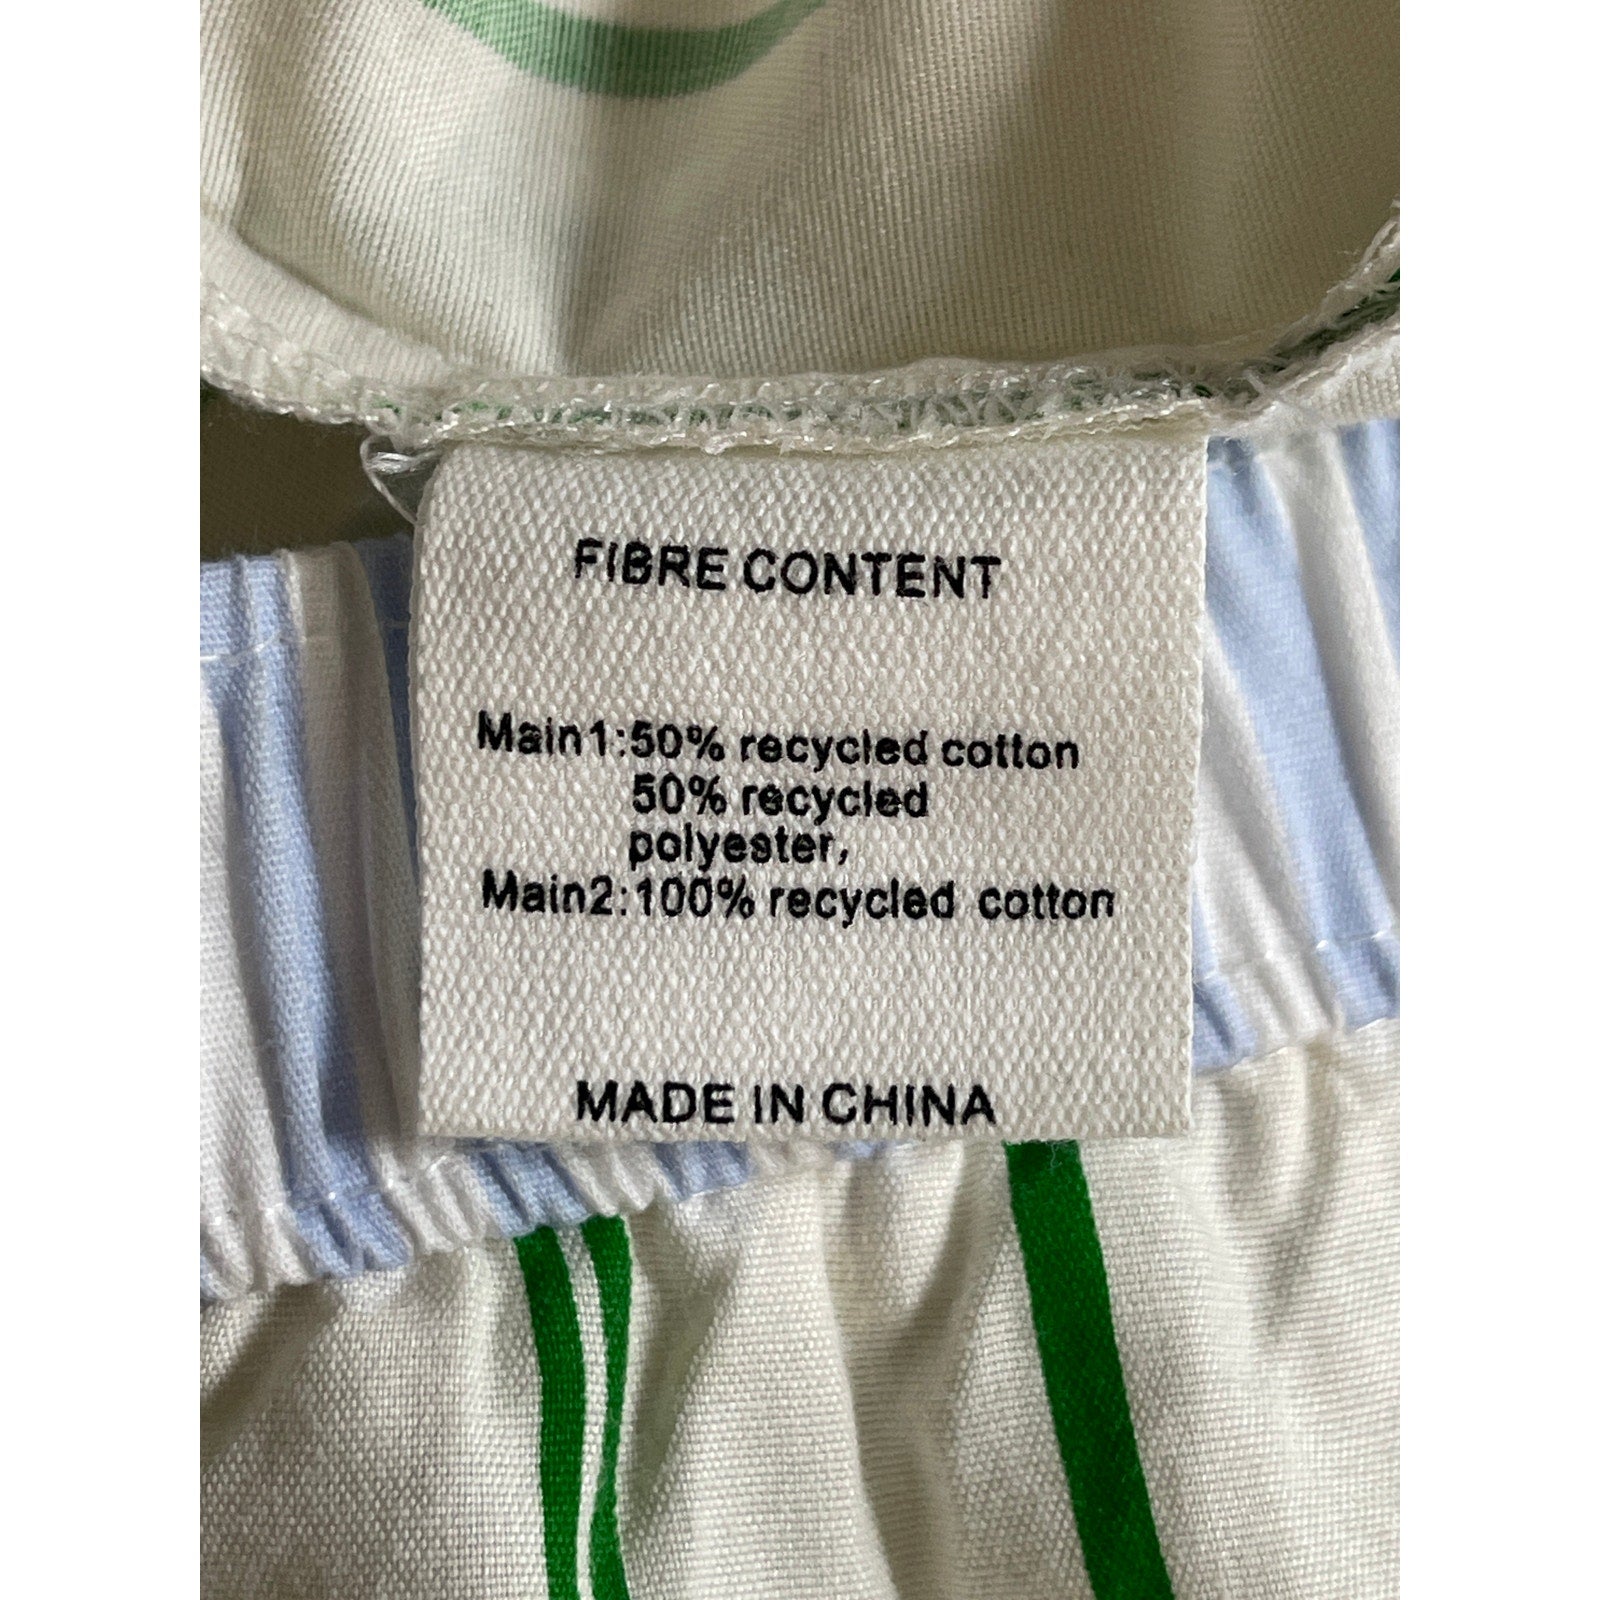 FIBRE CONTENT
Main1:50% recycled cotton
50% recycled
polyester,
Main2:100% recycled cotton
MADE IN CHINA